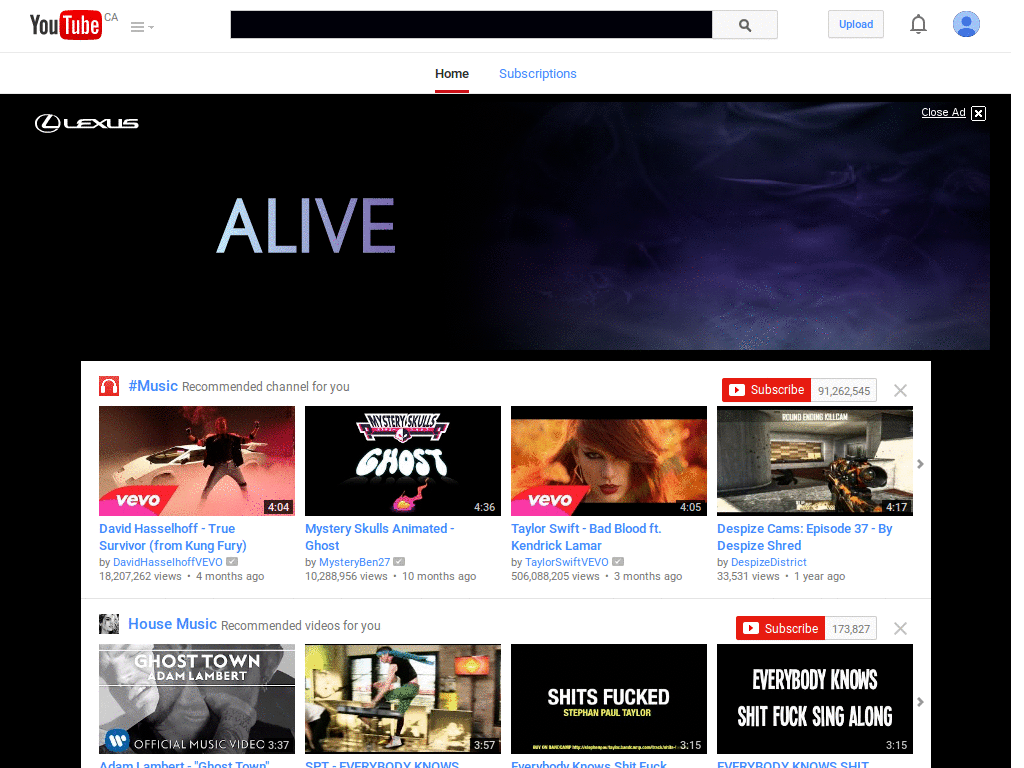 YouTube CA
Upload
Home Subscriptions
LEXUS
Close Ad
ALIVE
#Music Recommended channel for you
Subscribe 91,262,545
MYSTERY SKULLS
GHOST
ROUND ENDING KILLCAM
vevo 4:04
4:36
vevo 4:05
4:17
David Hasselhoff - True
Survivor (from Kung Fury)
by DavidHasselhoffVEVO
18,207,262 views • 4 months ago
Mystery Skulls Animated -
Ghost
by MysteryBen27
10,288,956 views • 10 months ago
Taylor Swift - Bad Blood ft.
Kendrick Lamar
by TaylorSwiftVEVO
506,088,205 views • 3 months ago
Despize Cams: Episode 37 - By
Despize Shred
by DespizeDistrict
33,531 views • 1 year ago
House Music Recommended videos for you
Subscribe 173,827
GHOST TOWN
ADAM LAMBERT
OFFICIAL MUSIC VIDEO 3:37
3:57
SHITS FUCKED
STEPHAN PAUL TAYLOR
3:15
EVERYBODY KNOWS
SHIT FUCK SING ALONG
3:15
Adam Lambert - "Ghost Town"
SPT - EVERYBODY KNOWS
Everybody Knows Shit Fuck
EVERYBODY KNOWS SHIT